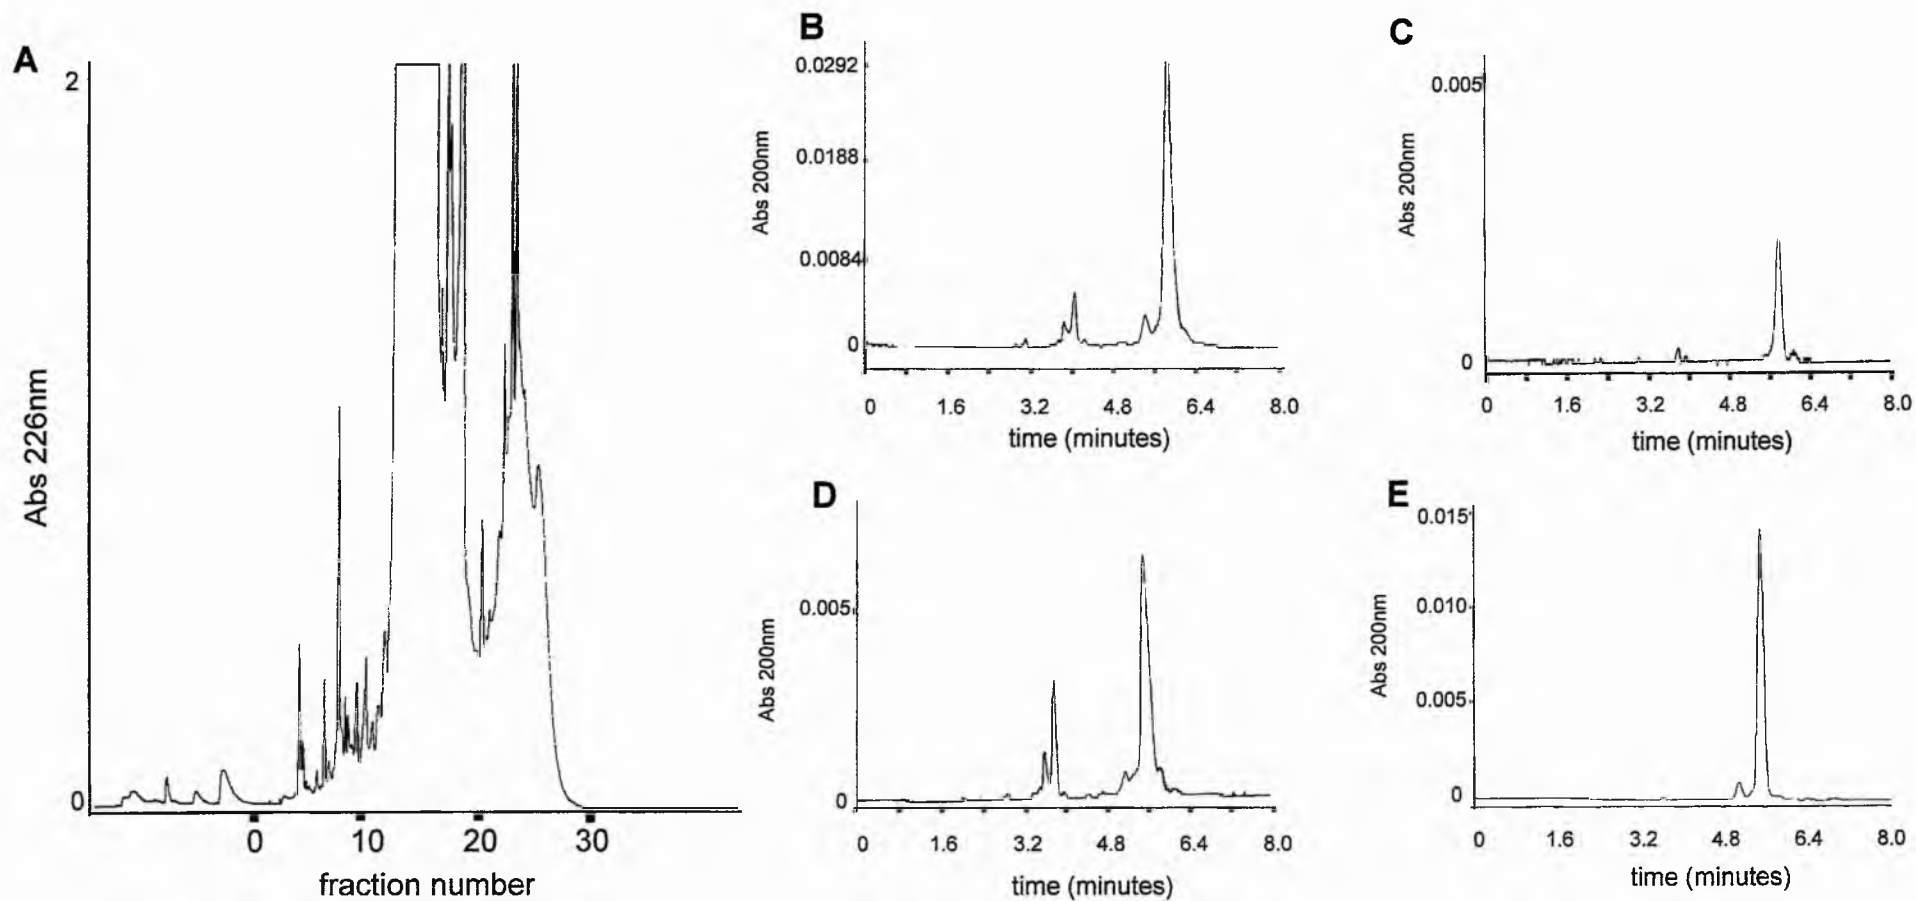 A
2
Abs 226nm
0
0 10 20 30
fraction number
B
0.0292
0.0188
0.0084
0
Abs 200nm
0 1.6 3.2 4.8 6.4 8.0
time (minutes)
C
0.005
0
Abs 200nm
0 1.6 3.2 4.8 6.4 8.0
time (minutes)
D
0.005
0
Abs 200nm
0 1.6 3.2 4.8 6.4 8.0
time (minutes)
E
0.015
0.010
0.005
0
Abs 200nm
0 1.6 3.2 4.8 6.4 8.0
time (minutes)